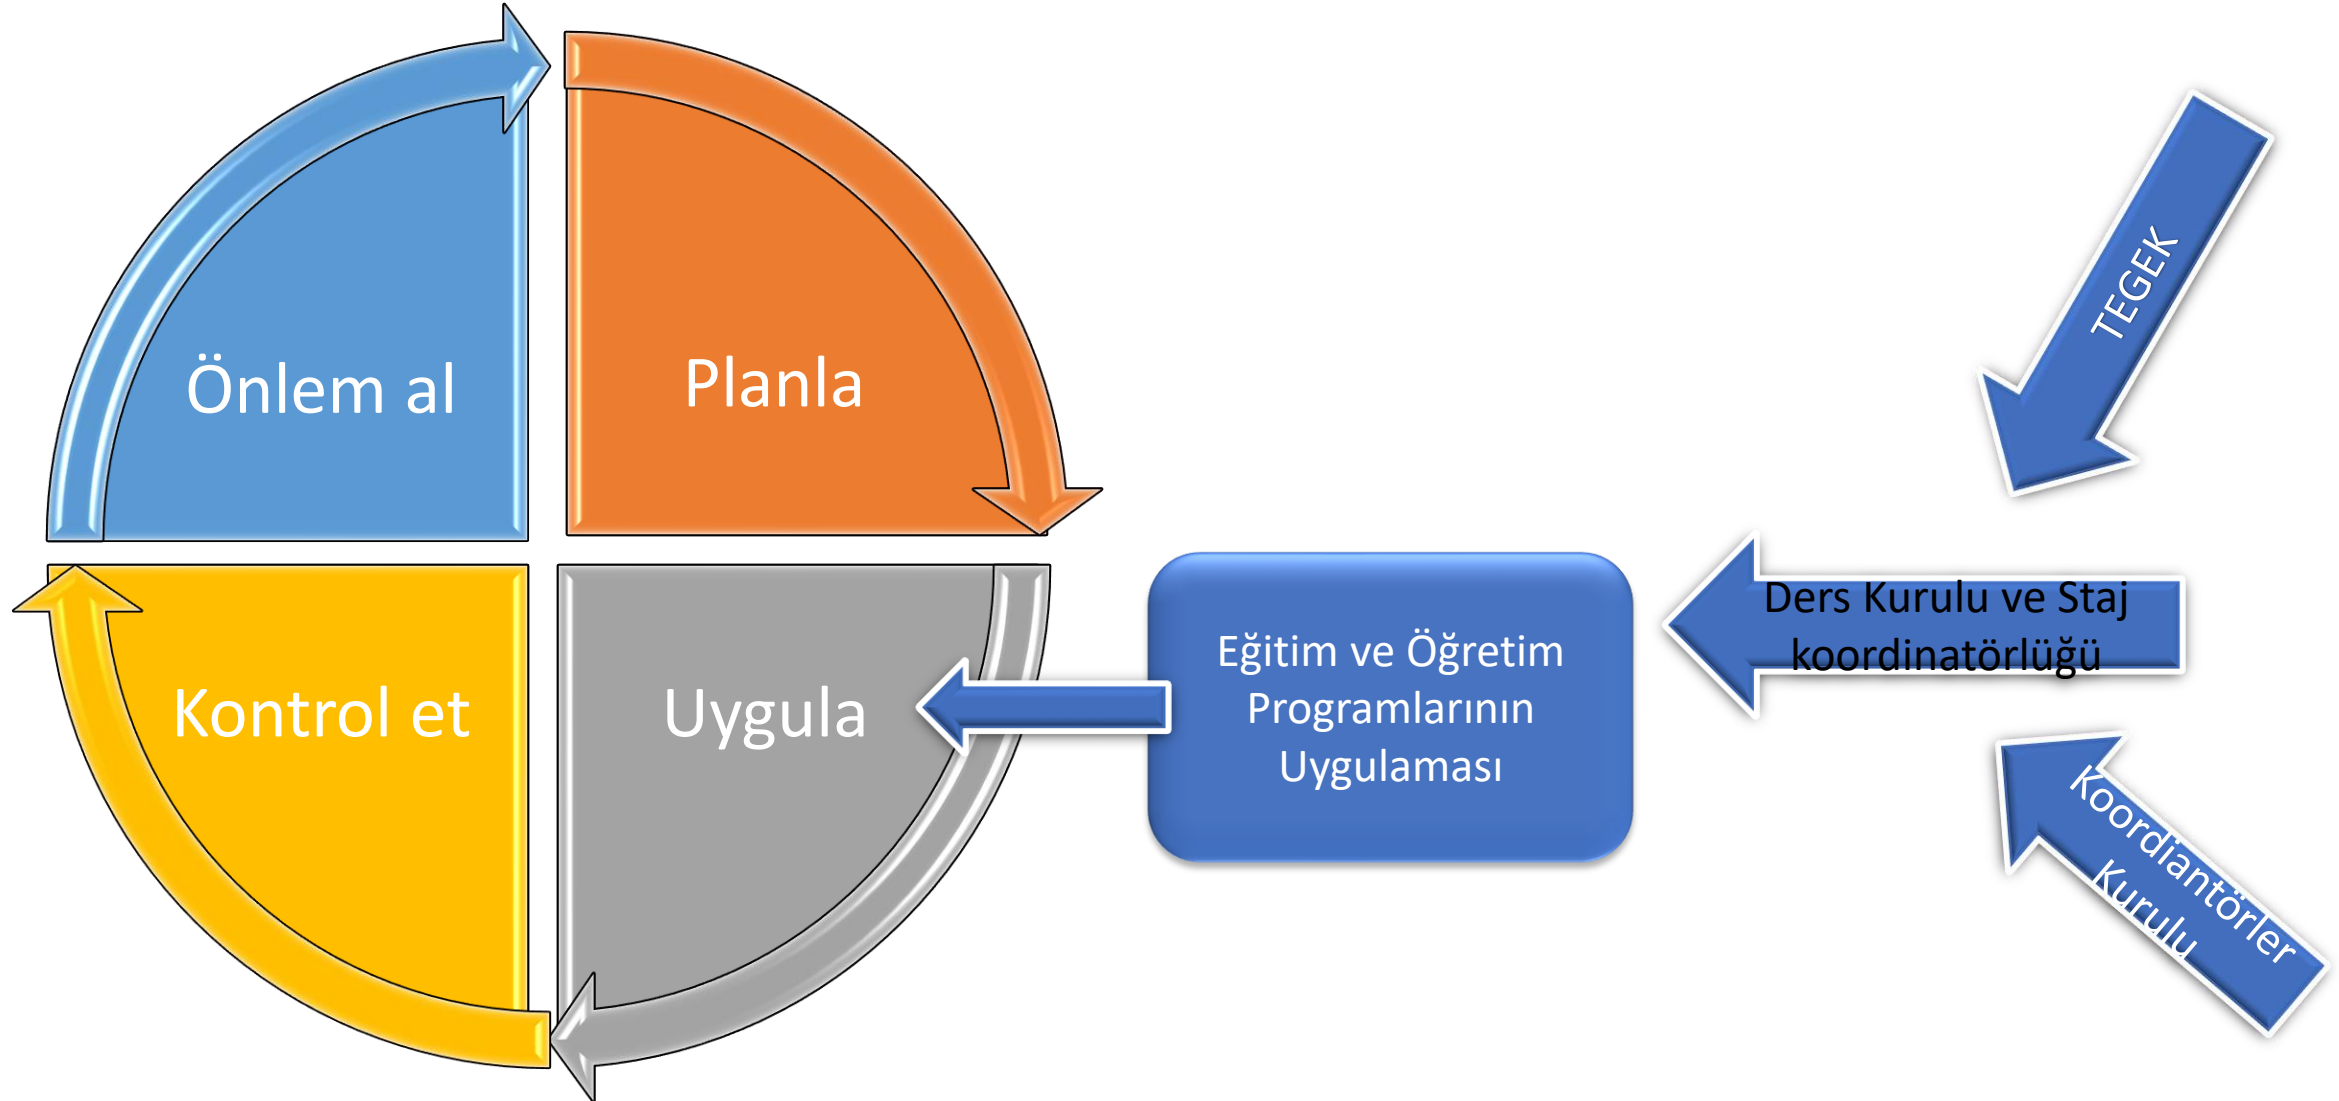 Önlem al
Planla
Kontrol et
Uygula
Eğitim ve Öğretim
Programlarının
Uygulaması
TEGEK
Ders Kurulu ve Staj
koordinatörlüğü
Koordiantörler
Kurulu